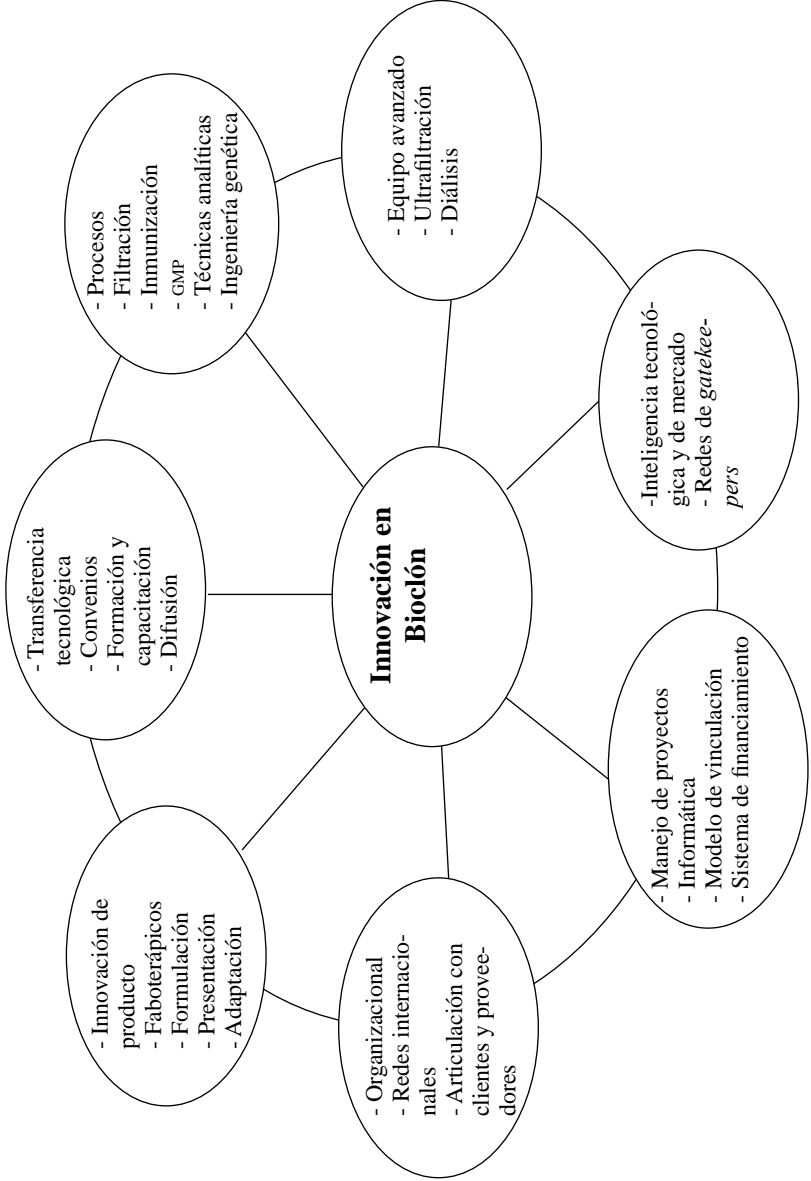 - Transferencia
tecnológica
- Convenios
- Formación y
capacitación
- Difusión
- Procesos
- Filtración
- Inmunización
- GMP
- Técnicas analíticas
- Ingeniería genética
- Equipo avanzado
- Ultrafiltración
- Diálisis
-Inteligencia tecnoló-
gica y de mercado
- Redes de gatekee-
pers
- Manejo de proyectos
- Informática
- Modelo de vinculación
- Sistema de financiamiento
- Organizacional
- Redes internacio-
nales
- Articulación con
clientes y provee-
dores
- Innovación de
producto
- Faboterápicos
- Formulación
- Presentación
- Adaptación
Innovación en
Bioclón